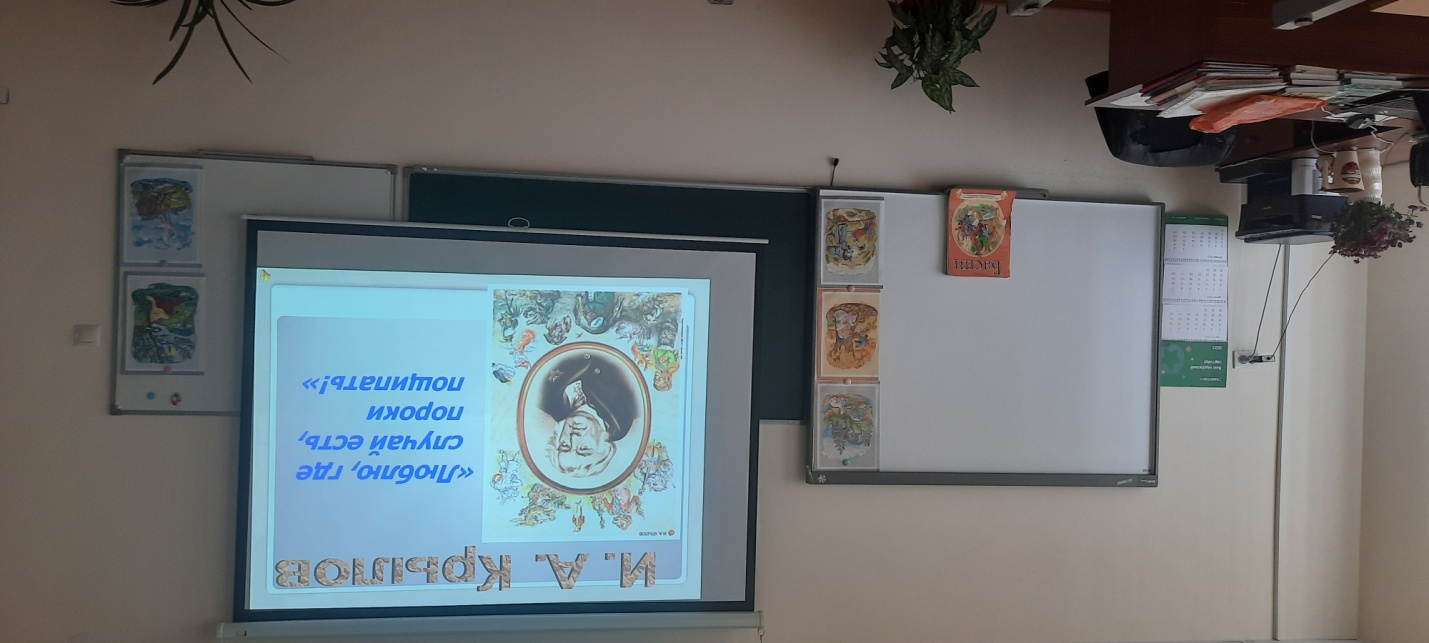 И. А. Крылов
«Люблю, где
случай есть,
пороки
пощипать!»
Басни